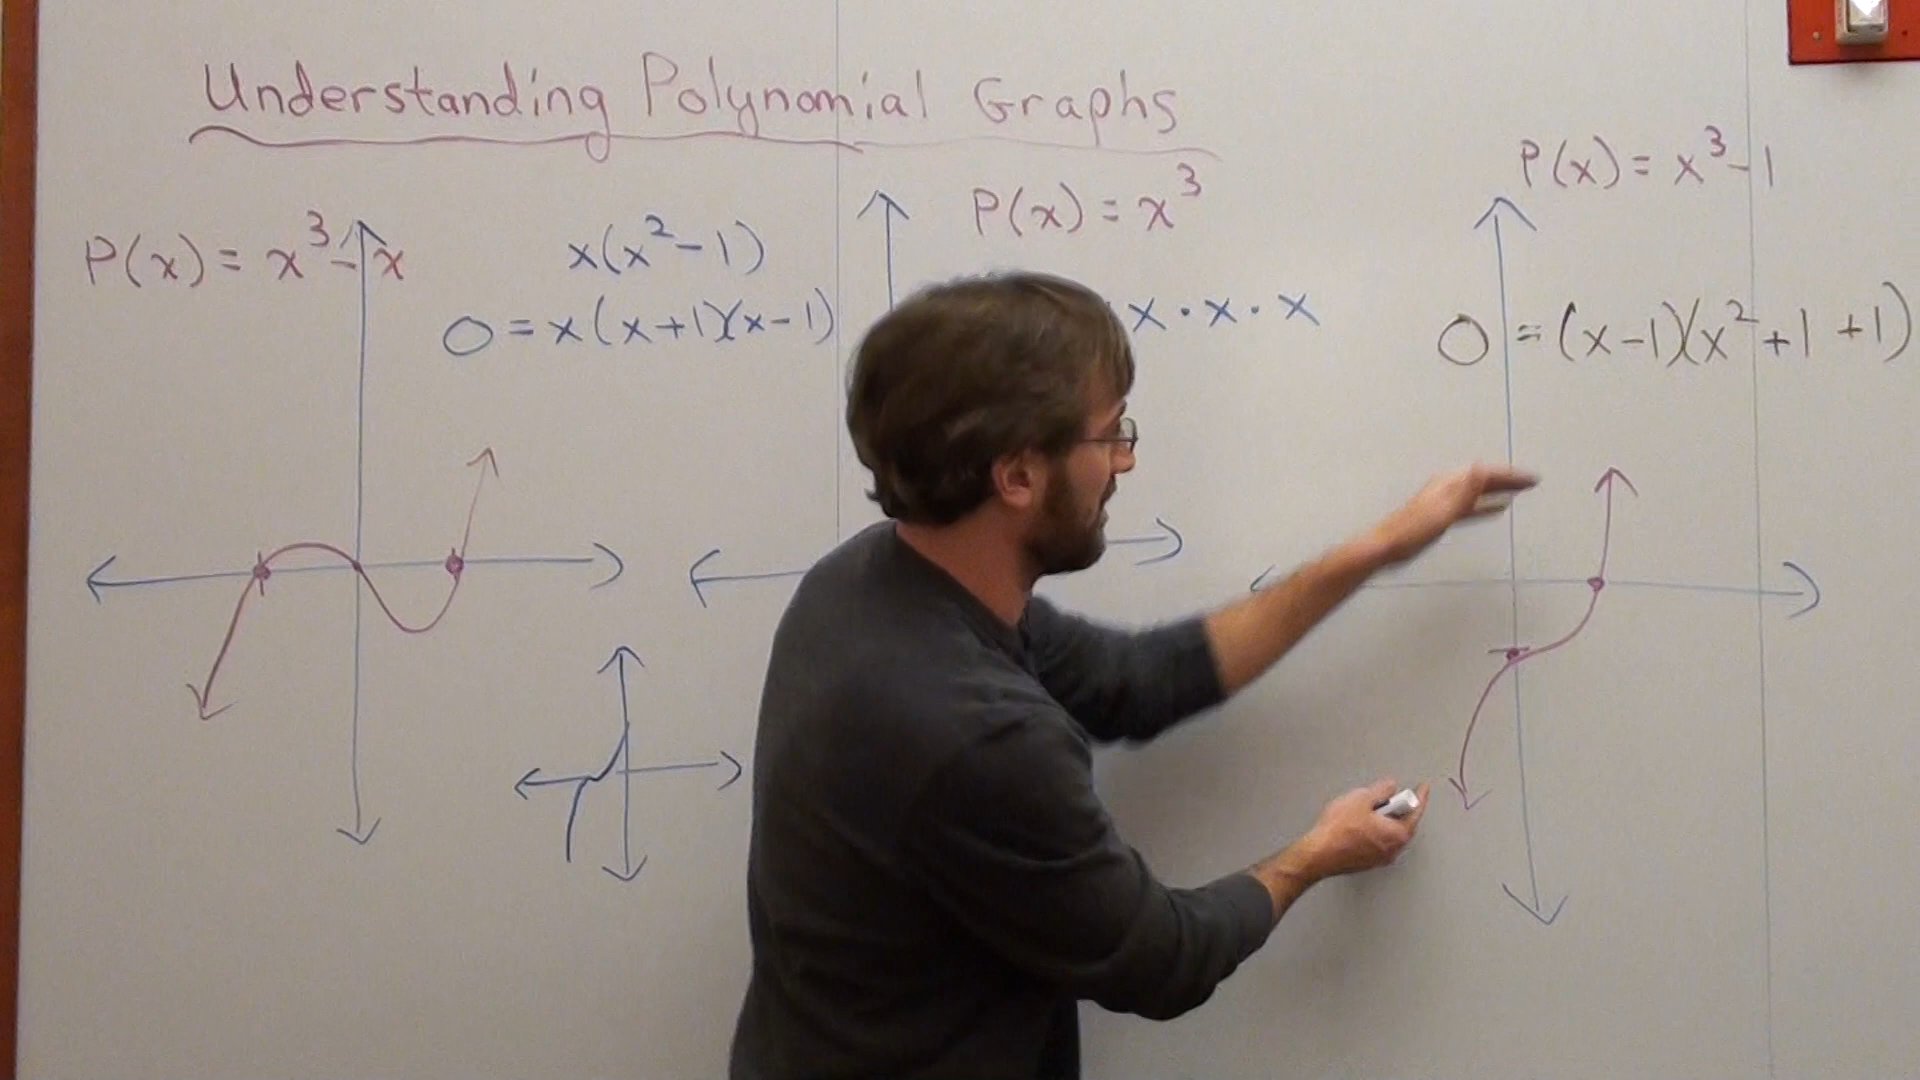 Understanding Polynomial Graphs
P(x) = x³ - x
x(x² - 1)
0 = x(x+1)(x-1)
P(x) = x³
x · x · x
P(x) = x³ - 1
0 = (x-1)(x² + 1 + 1)